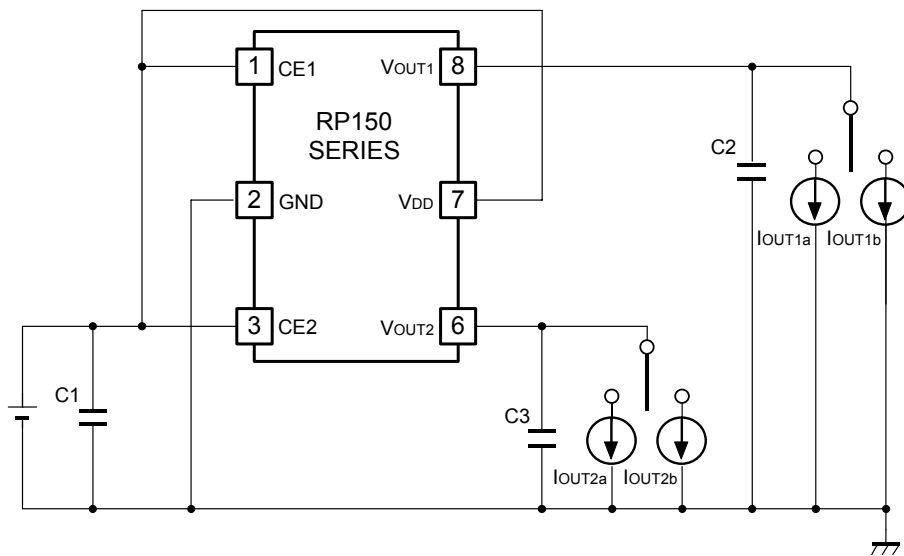 1 CE1 VOUT1 8
RP150
SERIES
C2
2 GND VDD 7
IOUT1a IOUT1b
3 CE2 VOUT2 6
C1
C3
IOUT2a IOUT2b